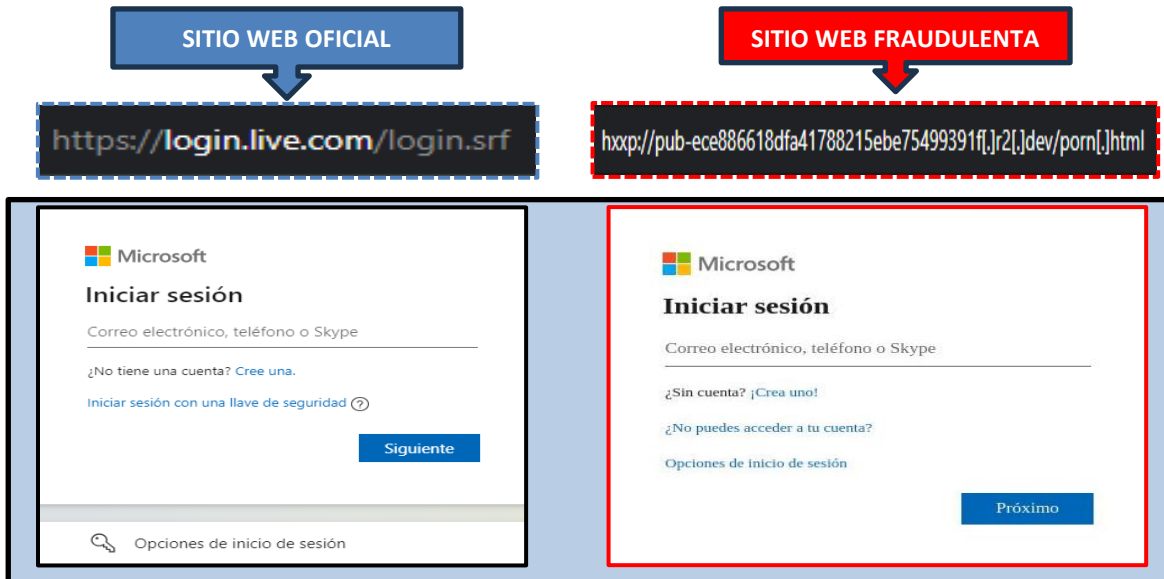 SITIO WEB OFICIAL
SITIO WEB FRAUDULENTA
https://login.live.com/login.srf
hxxp://pub-ece886618dfa41788215ebe75499391f[.]r2[.]dev/porn[.]html
Microsoft
Iniciar sesión
Correo electrónico, teléfono o Skype
¿No tiene una cuenta? Cree una.
Iniciar sesión con una llave de seguridad
Siguiente
Opciones de inicio de sesión
Microsoft
Iniciar sesión
Correo electrónico, teléfono o Skype
¿Sin cuenta? ¡Crea uno!
¿No puedes acceder a tu cuenta?
Opciones de inicio de sesión
Próximo